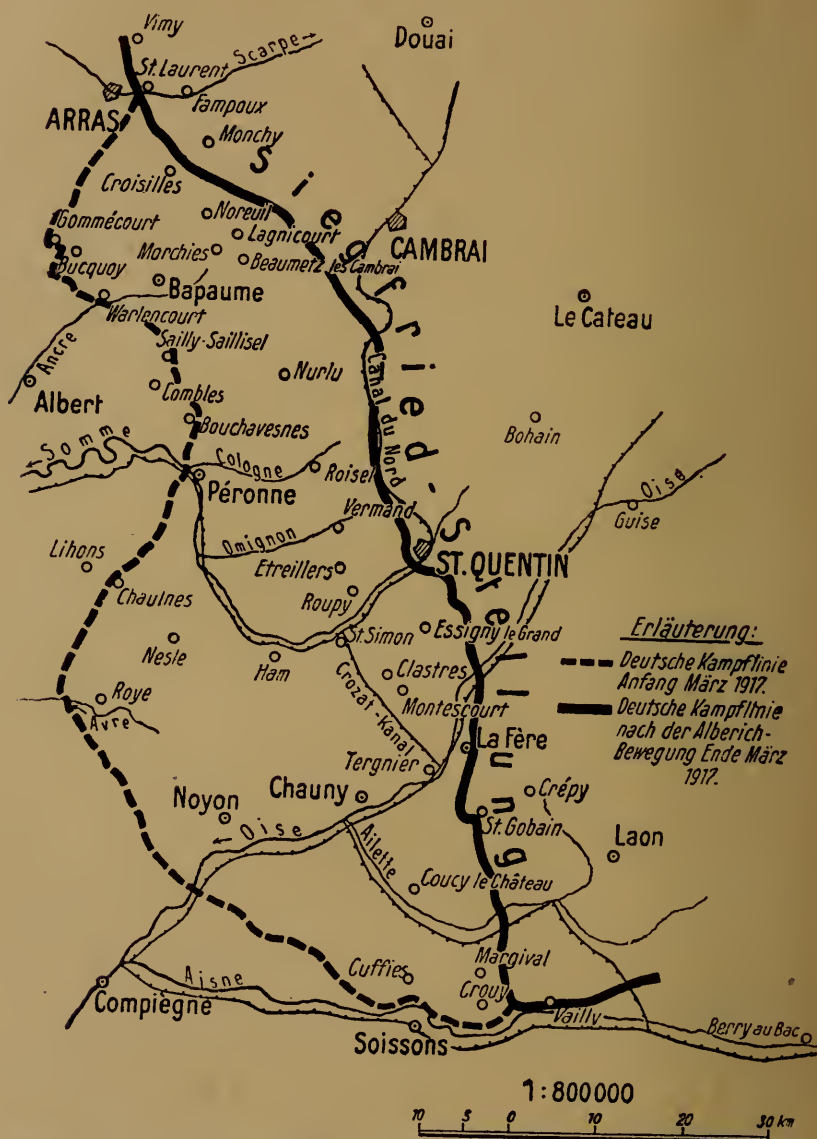 Vimy
Douai
Scarpe
St.Laurent
ARRAS
Fampoux
Monchy
Siegfried-Stellung
Croisilles
Gommécourt
Noreuil
Lagnicourt
CAMBRAI
Bucquoy
Morchies
Beaumetz les Cambrai
Bapaume
Le Cateau
Warlencourt
Ancre
Sailly-Saillisel
Nurlu
Canal du Nord
Albert
Combles
Bouchavesnes
Bohain
Somme
Cologne
Roisel
Oise
Péronne
Guise
Vermand
Omignon
Lihons
Etreillers
ST. QUENTIN
Chaulnes
Roupy
St.Simon
Essigny le Grand
Nesle
Ham
Clastres
Crozat-Kanal
Montescourt
Roye
Avre
La Fère
Tergnier
Erläuterung:
Deutsche Kampflinie
Anfang März 1917.
Deutsche Kampflinie
nach der Alberich-
Bewegung Ende März
1917.
Noyon
Chauny
Crépy
Oise
St.Gobain
Laon
Ailette
Coucy le Château
Margival
Cuffies
Aisne
Crouy
Compiègne
Vailly
Soissons
Berry au Bac
1:800000
10 5 0 10 20 30 km